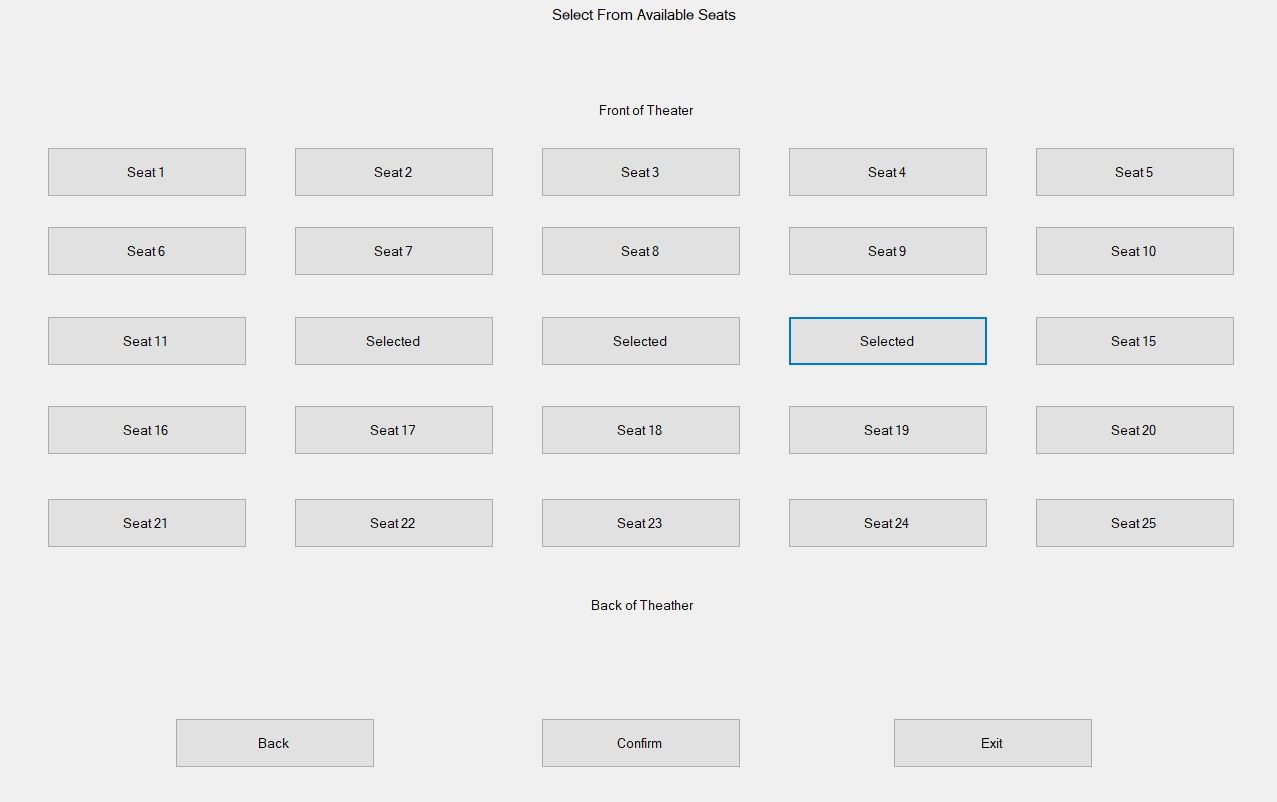 Select From Available Seats
Front of Theater
Seat 1 Seat 2 Seat 3 Seat 4 Seat 5
Seat 6 Seat 7 Seat 8 Seat 9 Seat 10
Seat 11 Selected Selected Selected Seat 15
Seat 16 Seat 17 Seat 18 Seat 19 Seat 20
Seat 21 Seat 22 Seat 23 Seat 24 Seat 25
Back of Theather
Back Confirm Exit